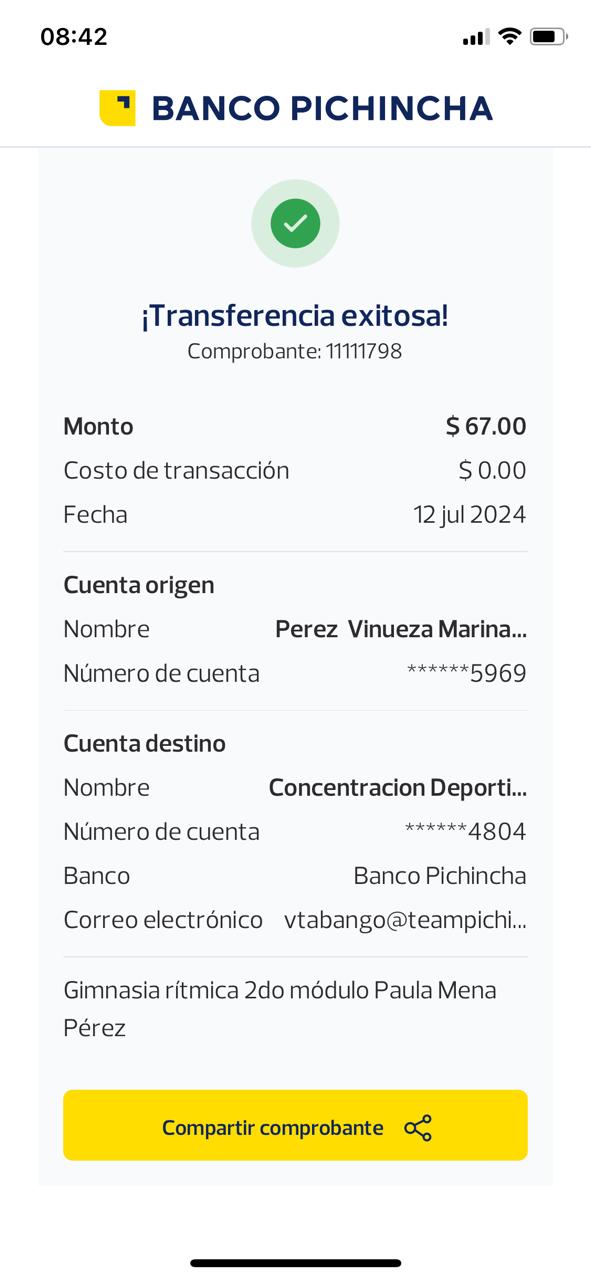 08:42
BANCO PICHINCHA
¡Transferencia exitosa!
Comprobante: 11111798
Monto $ 67.00
Costo de transacción $ 0.00
Fecha 12 jul 2024
Cuenta origen
Nombre Perez  Vinueza Marina...
Número de cuenta ******5969
Cuenta destino
Nombre Concentracion Deporti...
Número de cuenta ******4804
Banco Banco Pichincha
Correo electrónico vtabango@teampichi...
Gimnasia rítmica 2do módulo Paula Mena
Pérez
Compartir comprobante